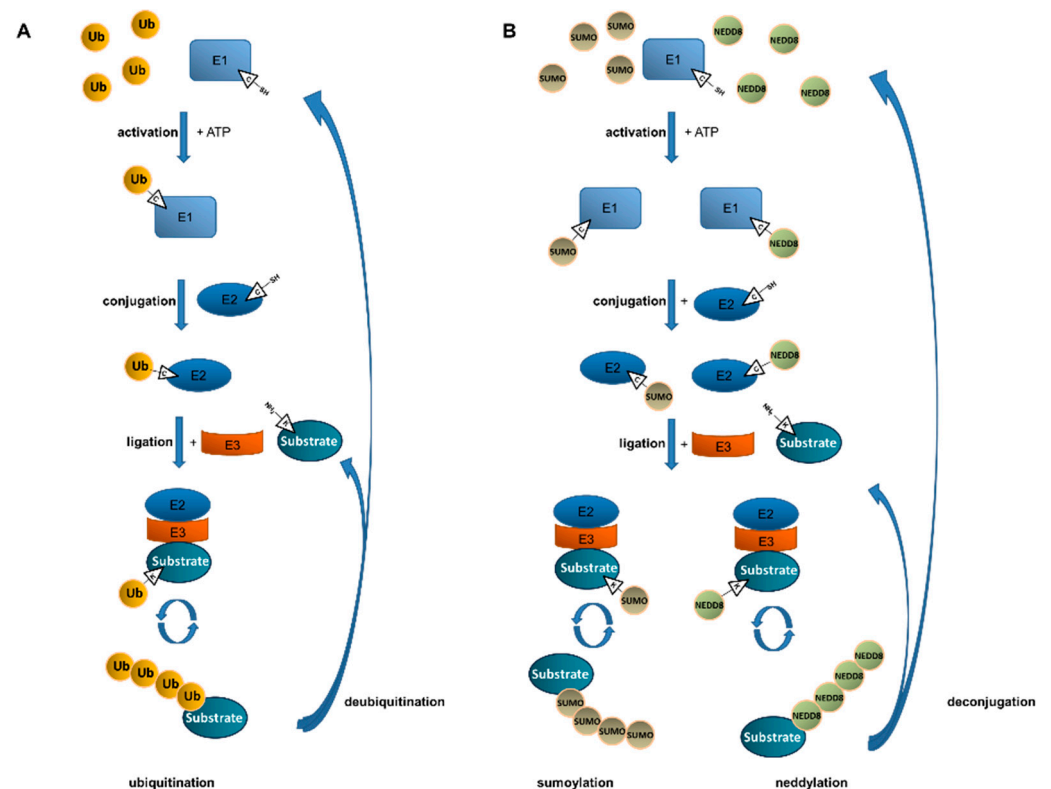 A
Ub
Ub
Ub
Ub
E1
C
SH
activation
+ ATP
Ub
C
E1
conjugation
+
E2
C
SH
Ub
C
E2
ligation
+
E3
NH₂
K
Substrate
E2
E3
Substrate
K
Ub
Ub
Ub
Ub
Ub
Substrate
deubiquitination
ubiquitination
B
SUMO
SUMO
SUMO
SUMO
E1
C
SH
NEDD8
NEDD8
NEDD8
NEDD8
activation
+ ATP
E1
C
SUMO
E1
C
NEDD8
conjugation
+
E2
C
SH
E2
C
SUMO
E2
C
NEDD8
ligation
+
E3
NH₂
K
Substrate
E2
E3
Substrate
K
SUMO
E2
E3
Substrate
K
NEDD8
Substrate
SUMO
SUMO
SUMO
SUMO
NEDD8
NEDD8
NEDD8
NEDD8
Substrate
deconjugation
sumoylation
neddylation